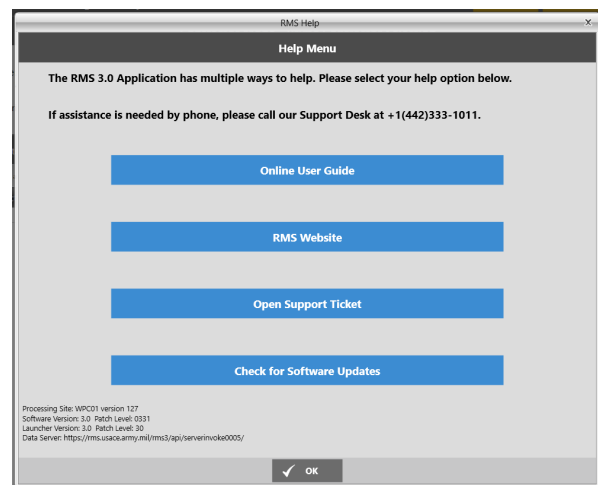 RMS Help
x
Help Menu
The RMS 3.0 Application has multiple ways to help. Please select your help option below.
If assistance is needed by phone, please call our Support Desk at +1(442)333-1011.
Online User Guide
RMS Website
Open Support Ticket
Check for Software Updates
Processing Site: WPC01 version 127
Software Version: 3.0 Patch Level: 0331
Launcher Version: 3.0 Patch Level: 30
Data Server: https://rms.usace.army.mil/rms3/api/serverinvoke0005/
OK